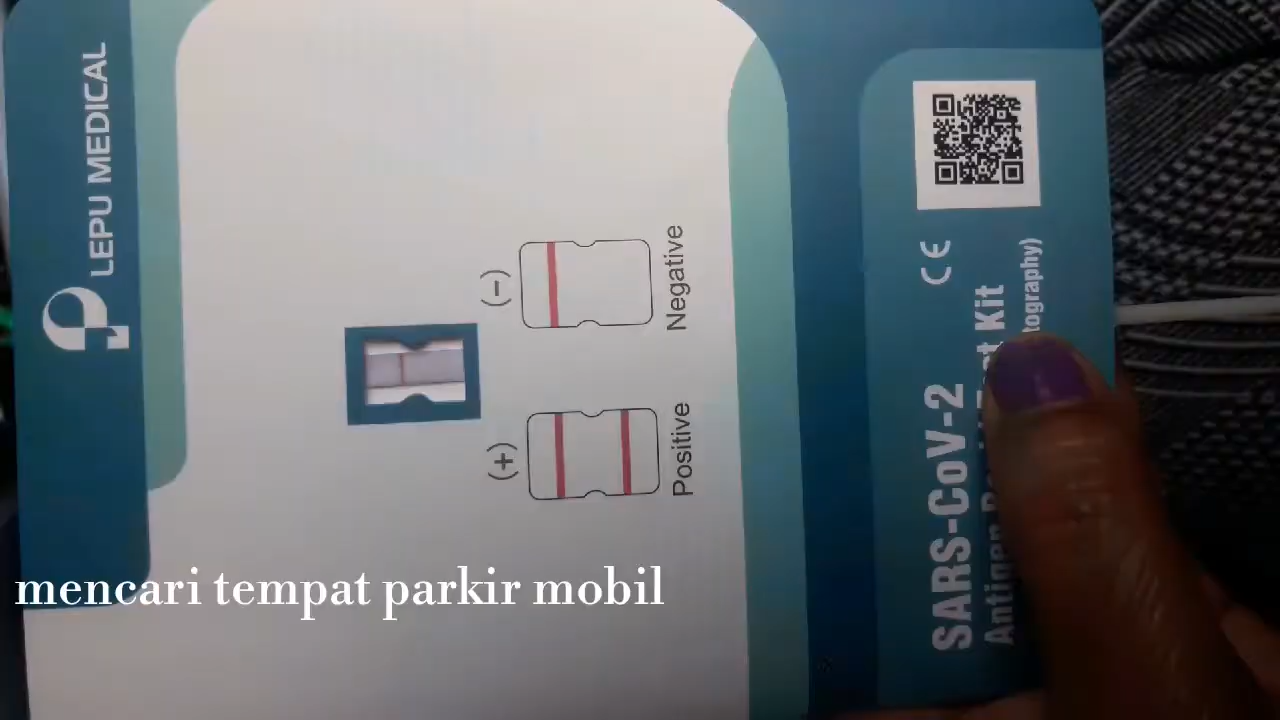 LEPU MEDICAL
(-)
Negative
(+)
Positive
CE
SARS-CoV-2
Antigen
Kit
mencari tempat parkir mobil